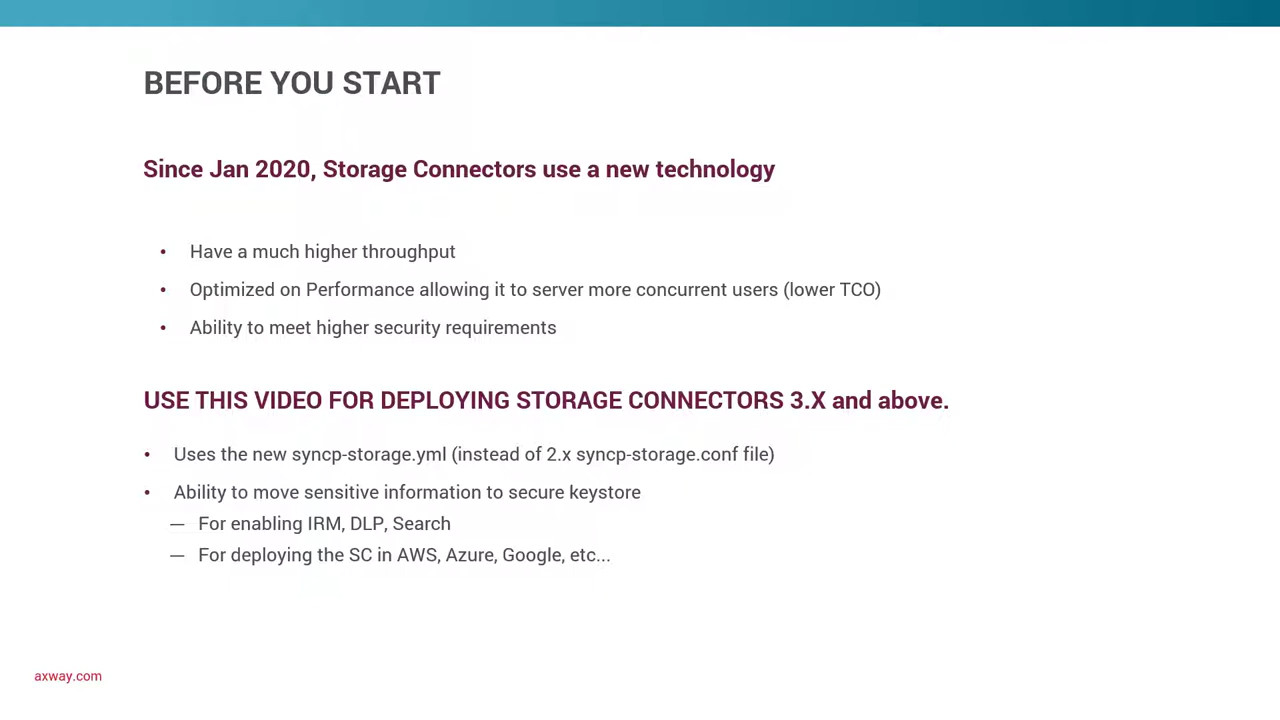 BEFORE YOU START
Since Jan 2020, Storage Connectors use a new technology
• Have a much higher throughput
• Optimized on Performance allowing it to server more concurrent users (lower TCO)
• Ability to meet higher security requirements
USE THIS VIDEO FOR DEPLOYING STORAGE CONNECTORS 3.X and above.
• Uses the new syncp-storage.yml (instead of 2.x syncp-storage.conf file)
• Ability to move sensitive information to secure keystore
— For enabling IRM, DLP, Search
— For deploying the SC in AWS, Azure, Google, etc...
axway.com